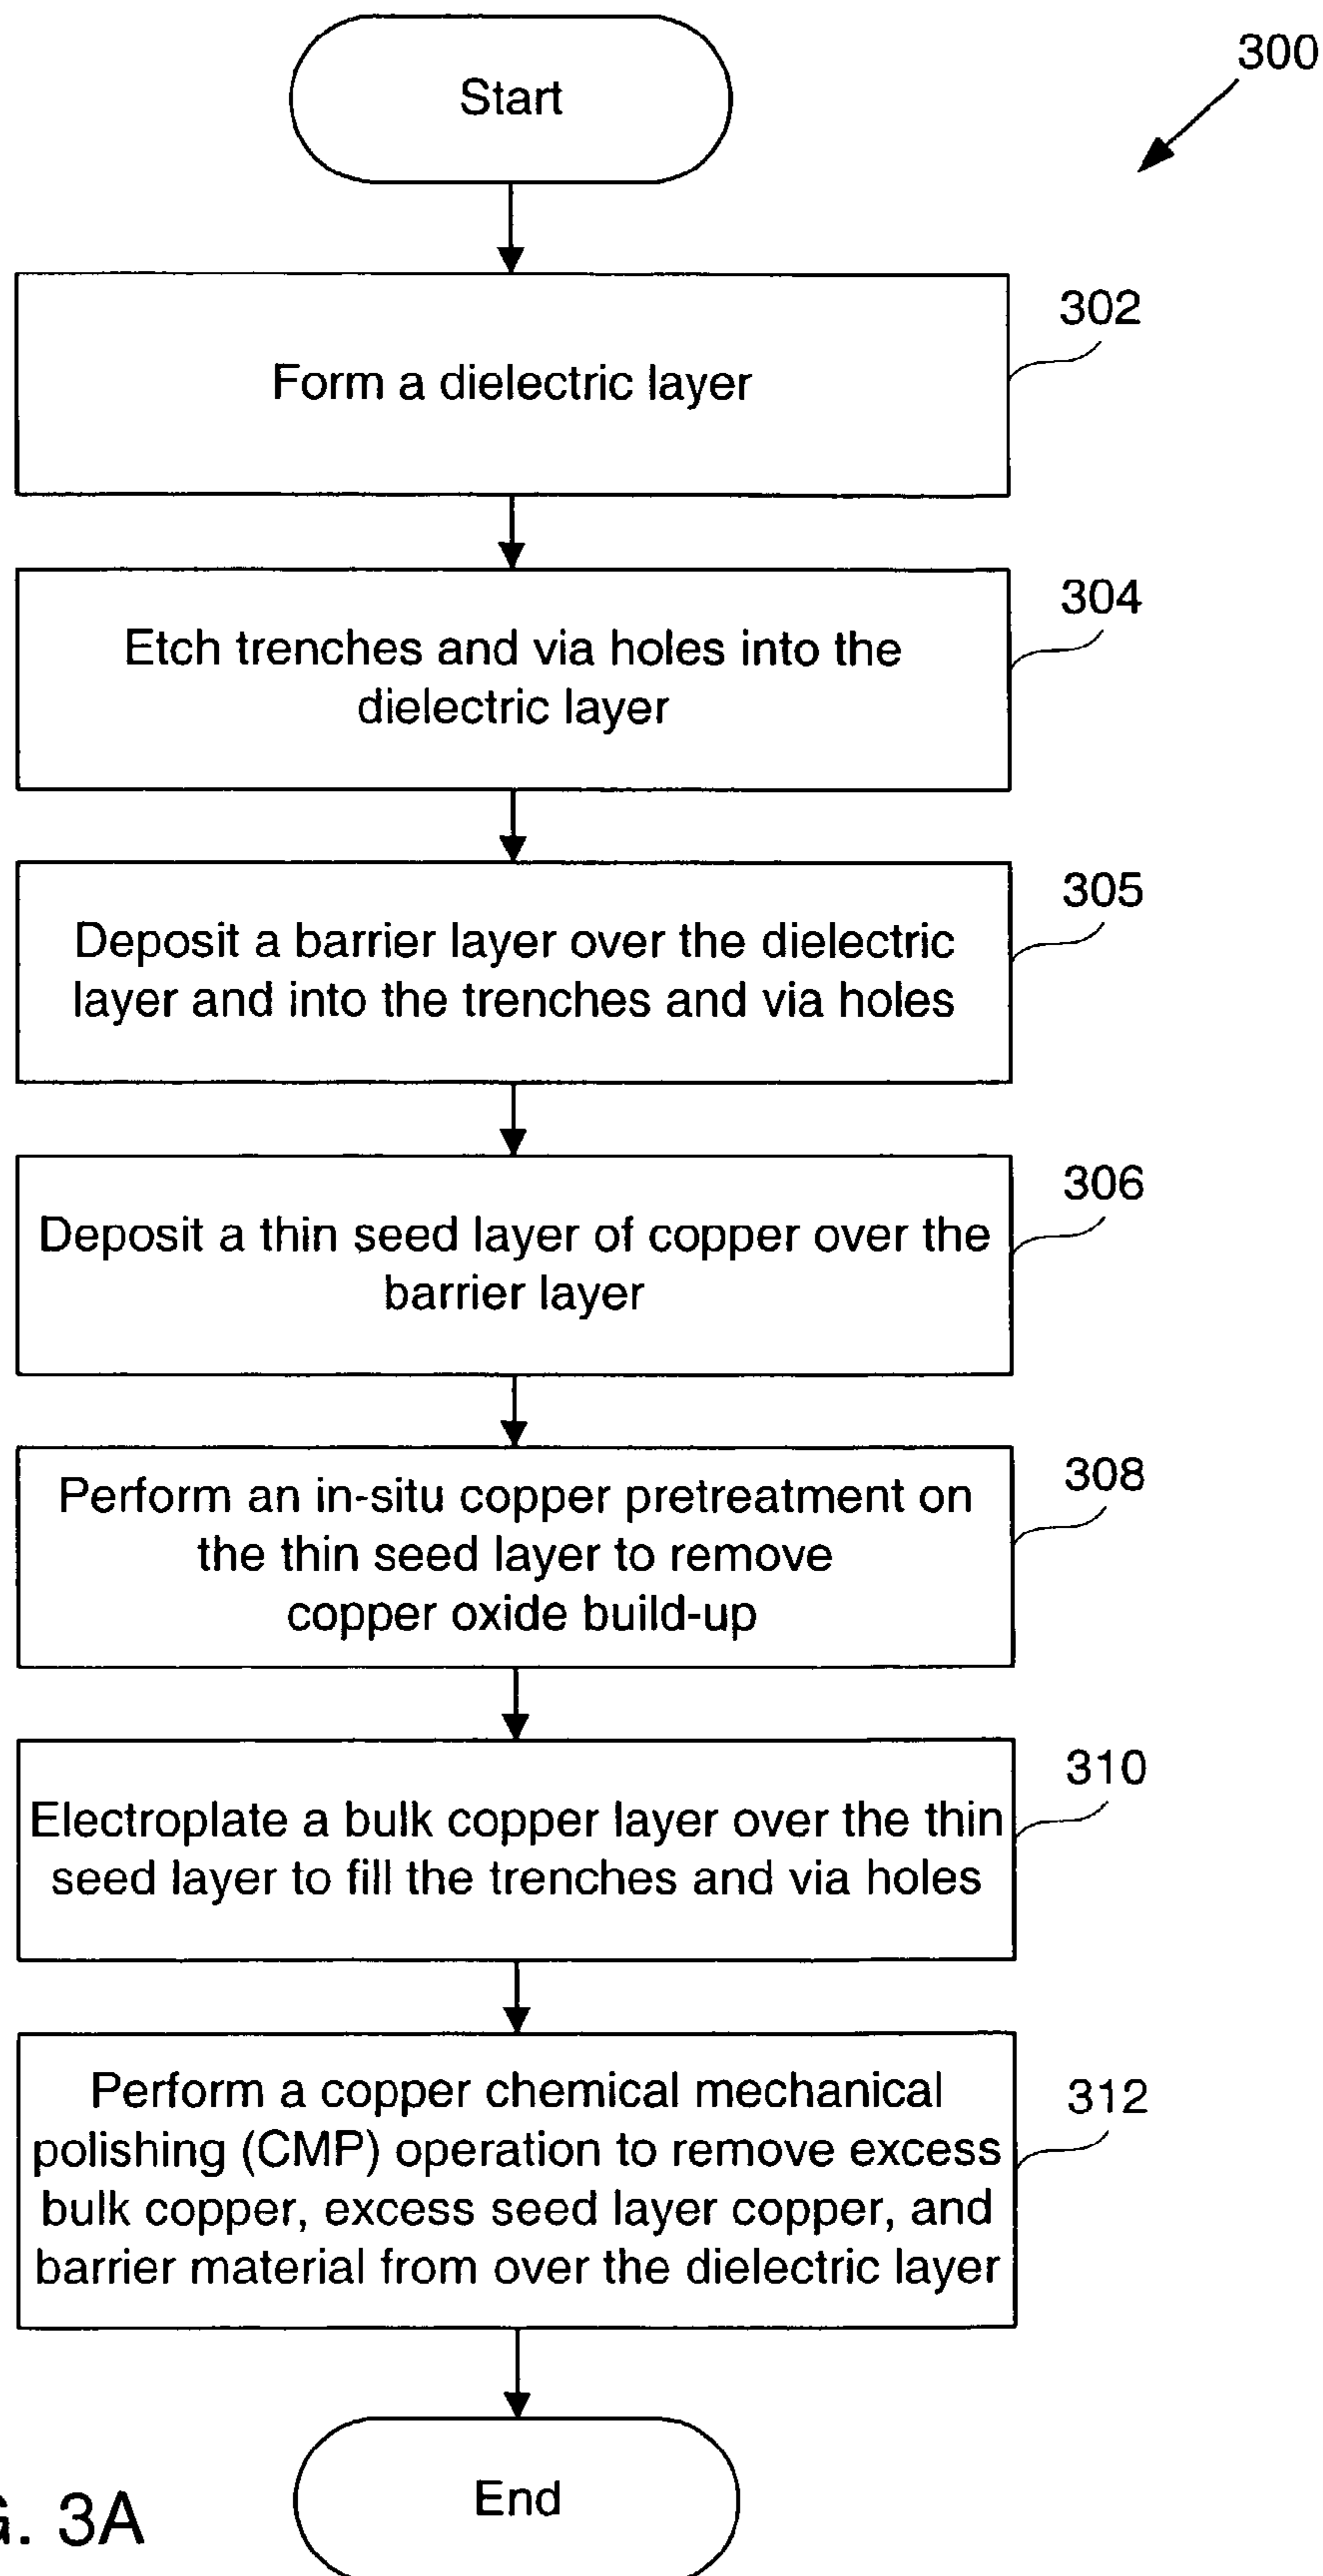 Start
300
302
Form a dielectric layer
304
Etch trenches and via holes into the
dielectric layer
305
Deposit a barrier layer over the dielectric
layer and into the trenches and via holes
306
Deposit a thin seed layer of copper over the
barrier layer
308
Perform an in-situ copper pretreatment on
the thin seed layer to remove
copper oxide build-up
310
Electroplate a bulk copper layer over the thin
seed layer to fill the trenches and via holes
312
Perform a copper chemical mechanical
polishing (CMP) operation to remove excess
bulk copper, excess seed layer copper, and
barrier material from over the dielectric layer
End
G. 3A